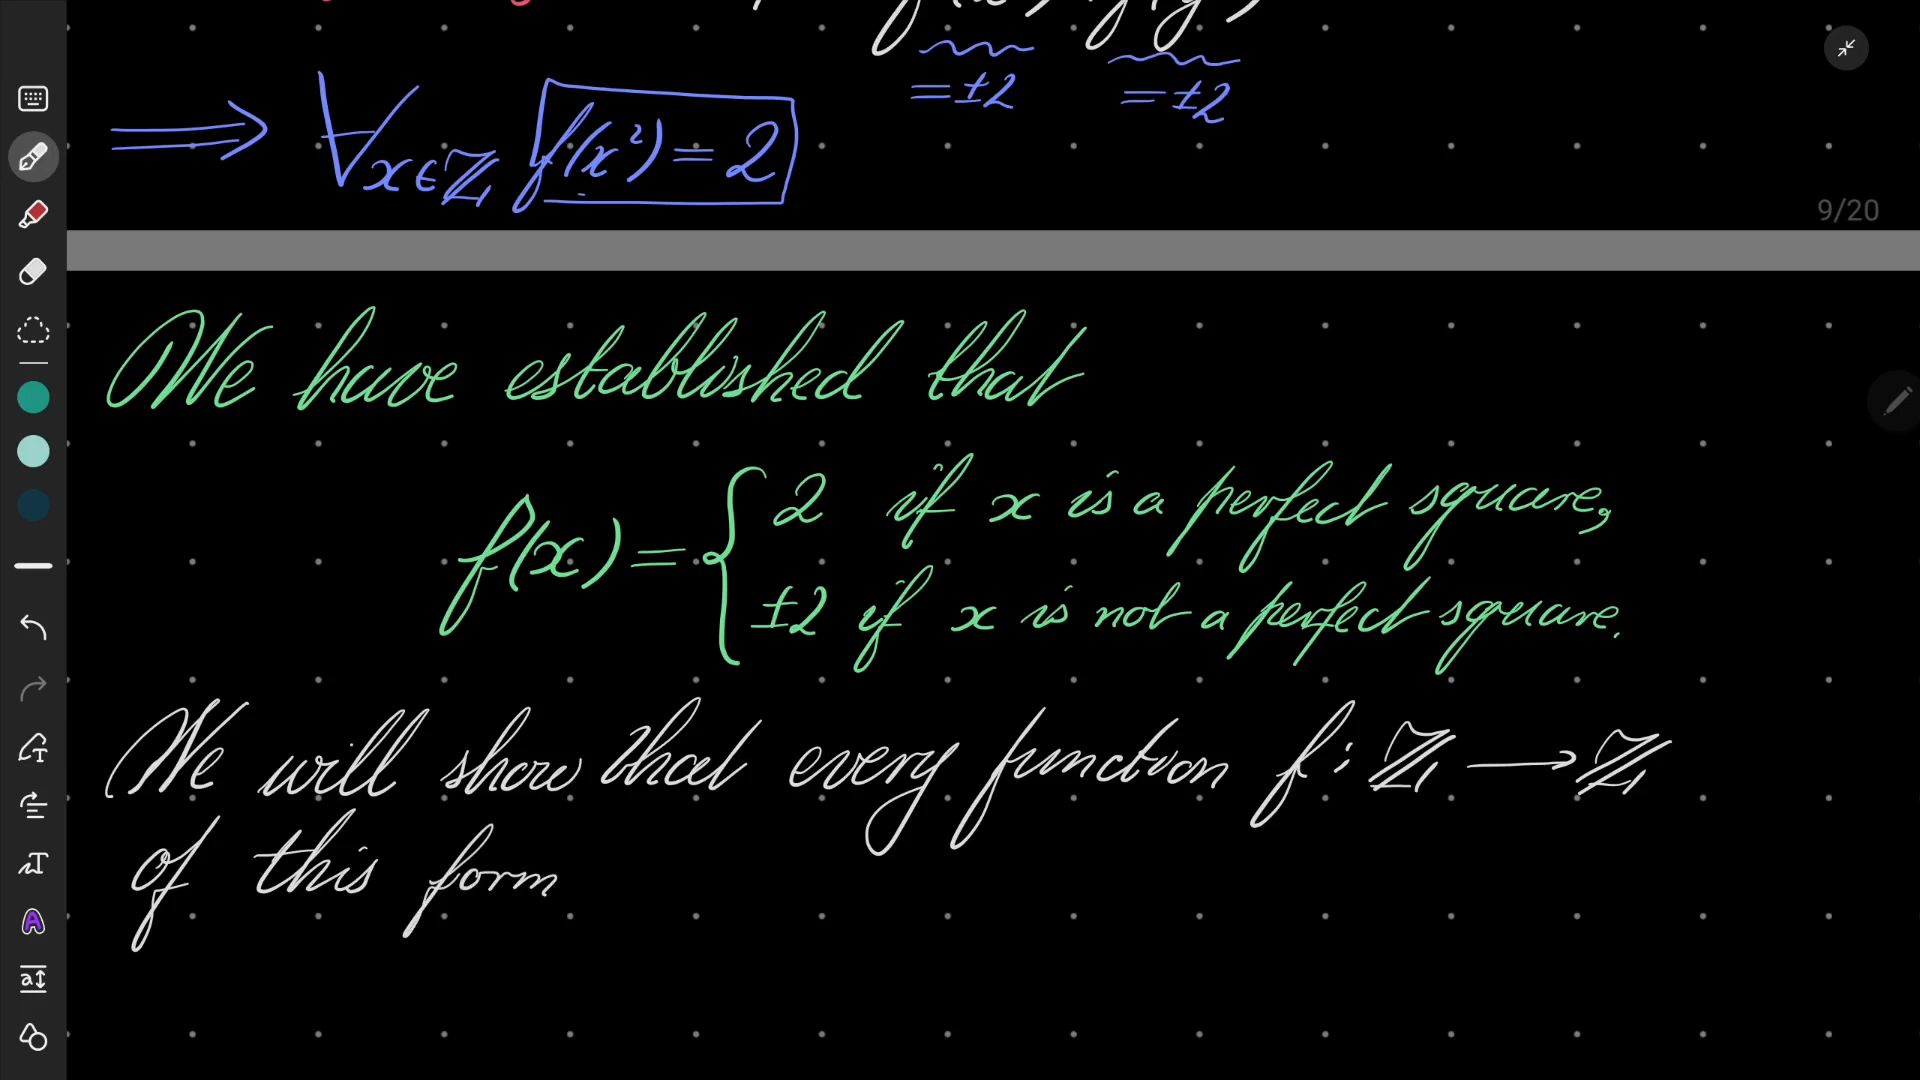 = ±2 = ±2
⟹ ∀x∈ℤ f(x²) = 2
9/20
We have established that
f(x) = { 2 if x is a perfect square,
±2 if x is not a perfect square.
We will show that every function f: ℤ → ℤ
of this form